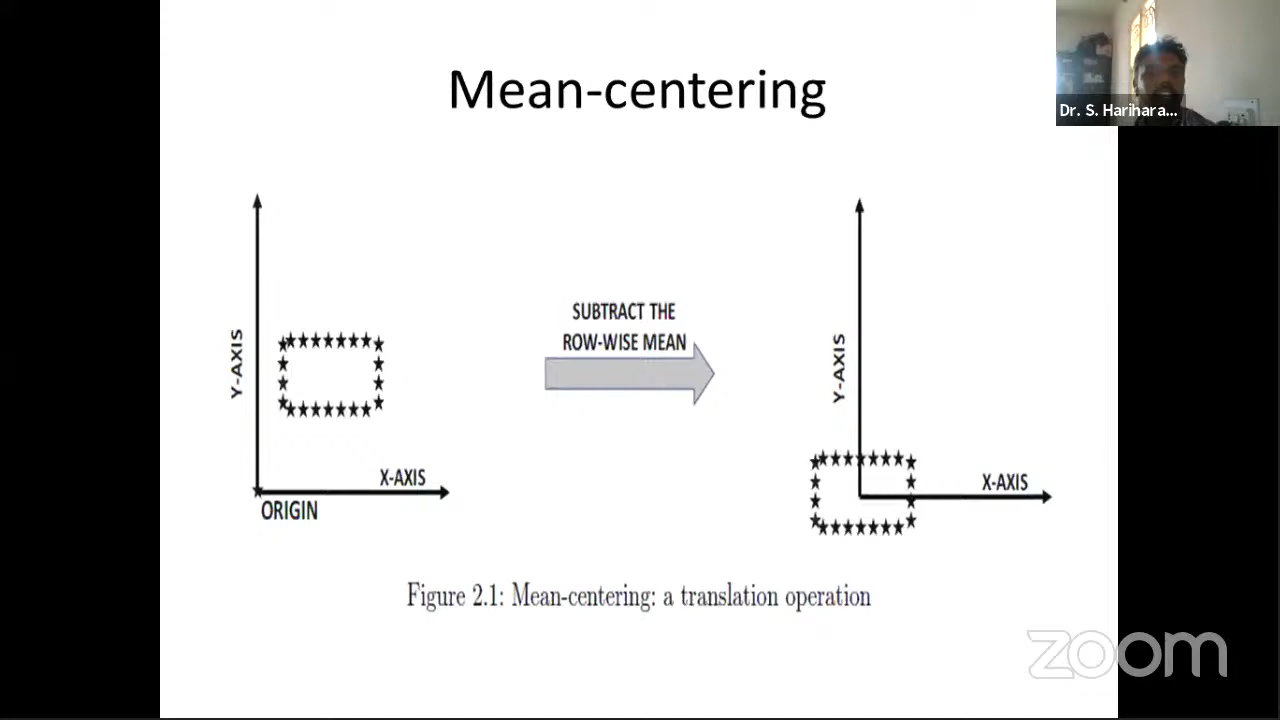 Mean-centering
Dr. S. Harihara...
Y-AXIS
X-AXIS
ORIGIN
SUBTRACT THE
ROW-WISE MEAN
Y-AXIS
X-AXIS
Figure 2.1: Mean-centering: a translation operation
zoom